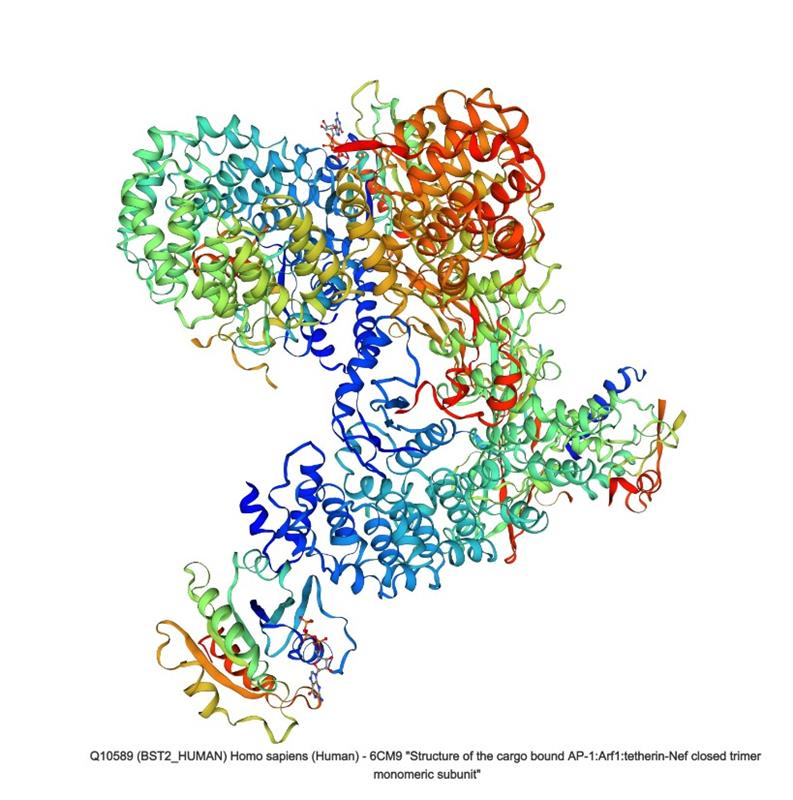 Q10589 (BST2_HUMAN) Homo sapiens (Human) - 6CM9 "Structure of the cargo bound AP-1:Arf1:tetherin-Nef closed trimer
monomeric subunit"